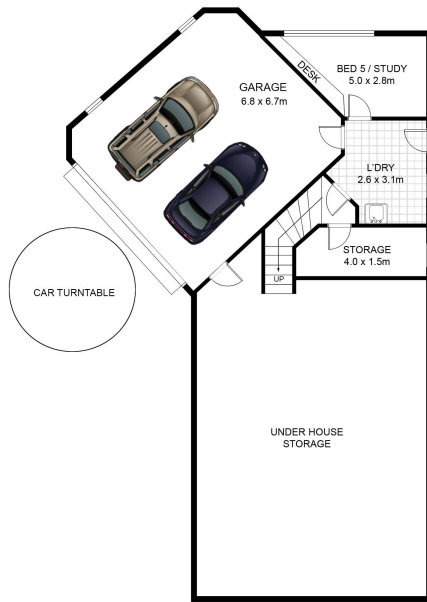 BED 5 / STUDY
5.0 x 2.8m
DESK
GARAGE
6.8 x 6.7m
L'DRY
2.6 x 3.1m
STORAGE
4.0 x 1.5m
UP
CAR TURNTABLE
UNDER HOUSE
STORAGE